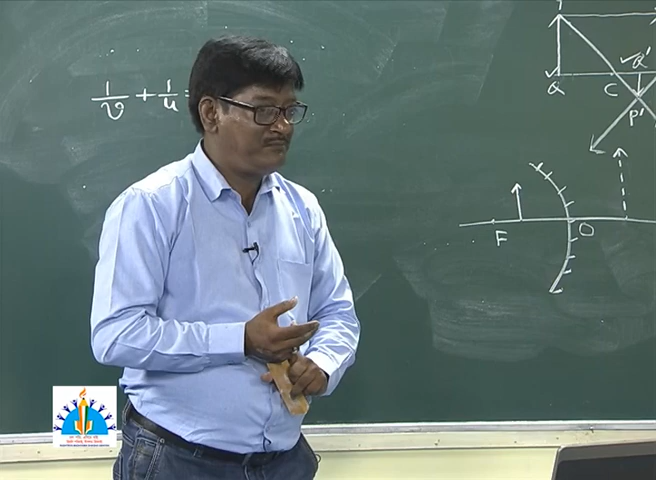 1/v + 1/u =
Q'
Q C
P'
F O